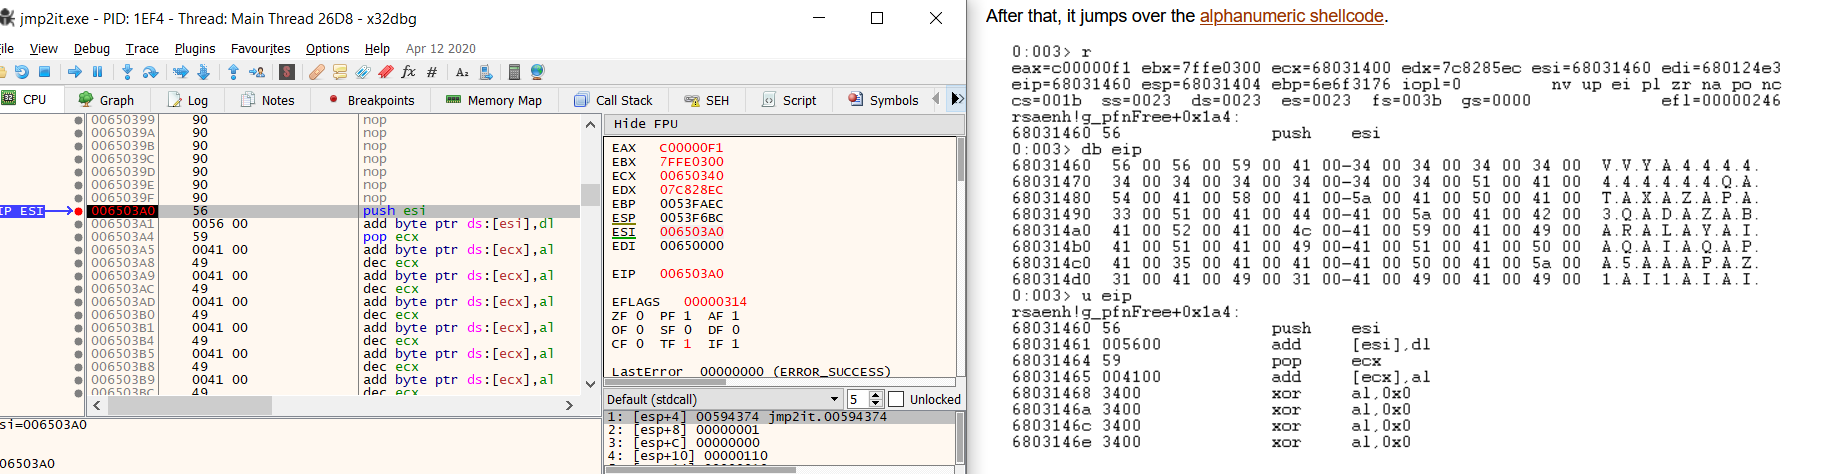 jmp2it.exe - PID: 1EF4 - Thread: Main Thread 26D8 - x32dbg
ile View Debug Trace Plugins Favourites Options Help Apr 12 2020
CPU Graph Log Notes Breakpoints Memory Map Call Stack SEH Script Symbols
00650399 90 nop
0065039A 90 nop
0065039B 90 nop
0065039C 90 nop
0065039D 90 nop
0065039E 90 nop
0065039F 90 nop
IP ESI 006503A0 56 push esi
006503A1 0056 00 add byte ptr ds:[esi],dl
006503A4 59 pop ecx
006503A5 0041 00 add byte ptr ds:[ecx],al
006503A8 49 dec ecx
006503A9 0041 00 add byte ptr ds:[ecx],al
006503AC 49 dec ecx
006503AD 0041 00 add byte ptr ds:[ecx],al
006503B0 49 dec ecx
006503B1 0041 00 add byte ptr ds:[ecx],al
006503B4 49 dec ecx
006503B5 0041 00 add byte ptr ds:[ecx],al
006503B8 49 dec ecx
006503B9 0041 00 add byte ptr ds:[ecx],al
006503BC 49 dec ecx
si=006503A0
06503A0
Hide FPU
EAX C00000F1
EBX 7FFE0300
ECX 00650340
EDX 07C828EC
EBP 0053FAEC
ESP 0053F6BC
ESI 006503A0
EDI 00650000
EIP 006503A0
EFLAGS 00000314
ZF 0 PF 1 AF 1
OF 0 SF 0 DF 0
CF 0 TF 1 IF 1
LastError 00000000 (ERROR_SUCCESS)
Default (stdcall) 5 Unlocked
1: [esp+4] 00594374 jmp2it.00594374
2: [esp+8] 00000001
3: [esp+C] 00000000
4: [esp+10] 00000110
After that, it jumps over the alphanumeric shellcode.
0:003> r
eax=c00000f1 ebx=7ffe0300 ecx=68031400 edx=7c8285ec esi=68031460 edi=680124e3
eip=68031460 esp=68031404 ebp=6e6f3176 iopl=0 nv up ei pl zr na po nc
cs=001b ss=0023 ds=0023 es=0023 fs=003b gs=0000 efl=00000246
rsaenh!g_pfnFree+0x1a4:
68031460 56 push esi
0:003> db eip
68031460 56 00 56 00 59 00 41 00-34 00 34 00 34 00 34 00 V.V.Y.A.4.4.4.4.
68031470 34 00 34 00 34 00 34 00-34 00 34 00 51 00 41 00 4.4.4.4.4.4.Q.A.
68031480 54 00 41 00 58 00 41 00-5a 00 41 00 50 00 41 00 T.A.X.A.Z.A.P.A.
68031490 33 00 51 00 41 00 44 00-41 00 5a 00 41 00 42 00 3.Q.A.D.A.Z.A.B.
680314a0 41 00 52 00 41 00 4c 00-41 00 59 00 41 00 49 00 A.R.A.L.A.Y.A.I.
680314b0 41 00 51 00 41 00 49 00-41 00 51 00 41 00 50 00 A.Q.A.I.A.Q.A.P.
680314c0 41 00 35 00 41 00 41 00-41 00 50 00 41 00 5a 00 A.5.A.A.A.P.A.Z.
680314d0 31 00 41 00 49 00 31 00-41 00 49 00 41 00 49 00 1.A.I.1.A.I.A.I.
0:003> u eip
rsaenh!g_pfnFree+0x1a4:
68031460 56 push esi
68031461 005600 add [esi],dl
68031464 59 pop ecx
68031465 004100 add [ecx],al
68031468 3400 xor al,0x0
6803146a 3400 xor al,0x0
6803146c 3400 xor al,0x0
6803146e 3400 xor al,0x0